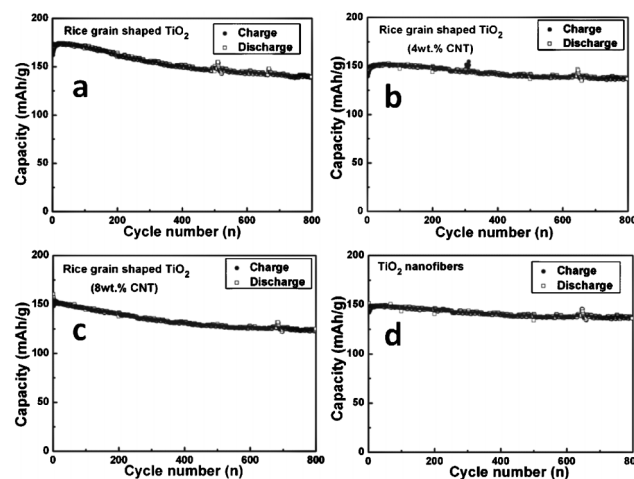 Rice grain shaped TiO2
Charge
Discharge
a
Capacity (mAh/g)
200
150
100
50
0
0 200 400 600 800
Cycle number (n)
Rice grain shaped TiO2
(4wt.% CNT)
Charge
Discharge
b
Capacity (mAh/g)
200
150
100
50
0
0 200 400 600 800
Cycle number (n)
Rice grain shaped TiO2
(8wt.% CNT)
Charge
Discharge
c
Capacity (mAh/g)
200
150
100
50
0
0 200 400 600 800
Cycle number (n)
TiO2 nanofibers
Charge
Discharge
d
Capacity (mAh/g)
200
150
100
50
0
0 200 400 600 800
Cycle number (n)